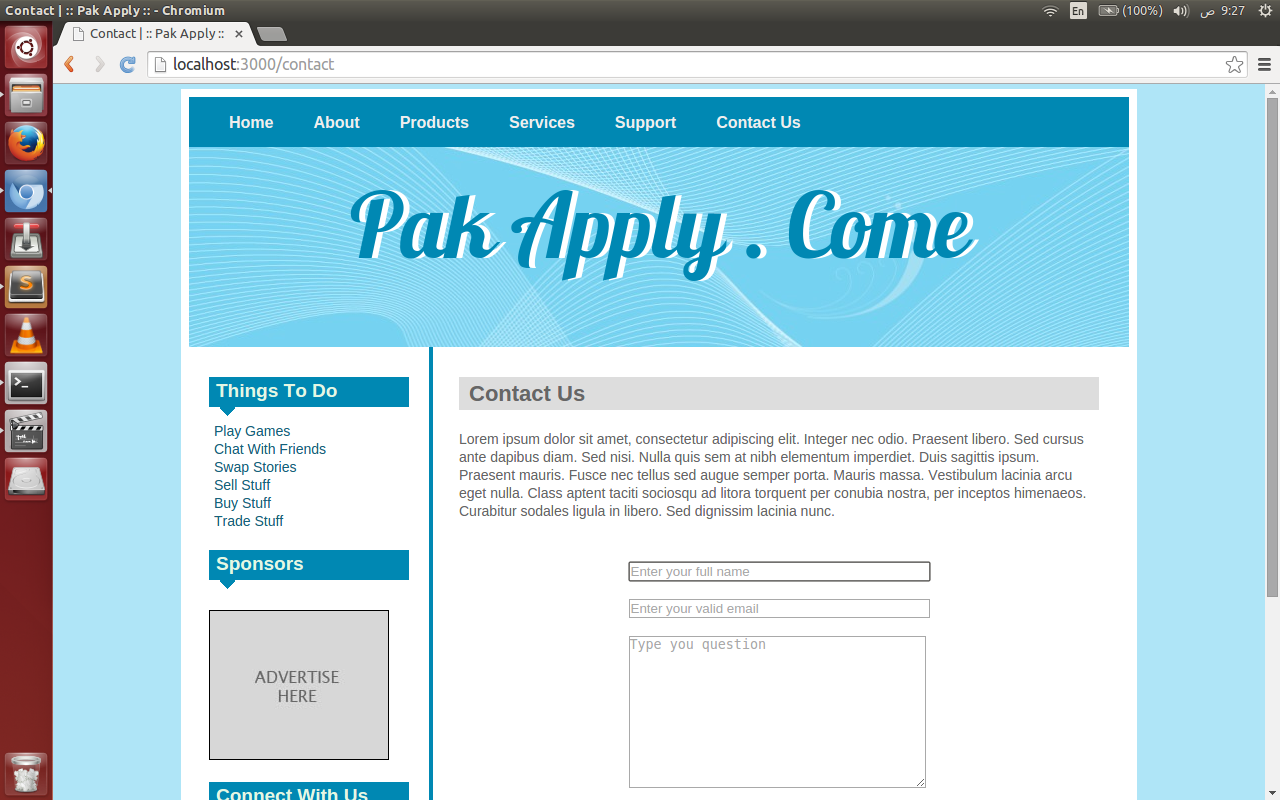 Contact | :: Pak Apply :: - Chromium
En (100%) ص 9:27
Contact | :: Pak Apply ::
localhost:3000/contact
Home About Products Services Support Contact Us
Pak Apply . Come
Things To Do
Play Games
Chat With Friends
Swap Stories
Sell Stuff
Buy Stuff
Trade Stuff
Sponsors
ADVERTISE
HERE
Connect With Us
Contact Us
Lorem ipsum dolor sit amet, consectetur adipiscing elit. Integer nec odio. Praesent libero. Sed cursus
ante dapibus diam. Sed nisi. Nulla quis sem at nibh elementum imperdiet. Duis sagittis ipsum.
Praesent mauris. Fusce nec tellus sed augue semper porta. Mauris massa. Vestibulum lacinia arcu
eget nulla. Class aptent taciti sociosqu ad litora torquent per conubia nostra, per inceptos himenaeos.
Curabitur sodales ligula in libero. Sed dignissim lacinia nunc.
Enter your full name
Enter your valid email
Type you question